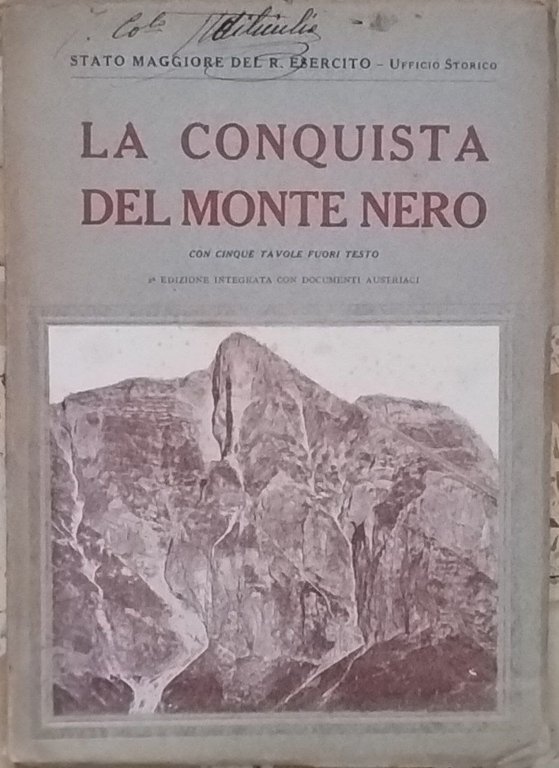 STATO MAGGIORE DEL R. ESERCITO – UFFICIO STORICO
LA CONQUISTA
DEL MONTE NERO
CON CINQUE TAVOLE FUORI TESTO
2ª EDIZIONE INTEGRATA CON DOCUMENTI AUSTRIACI